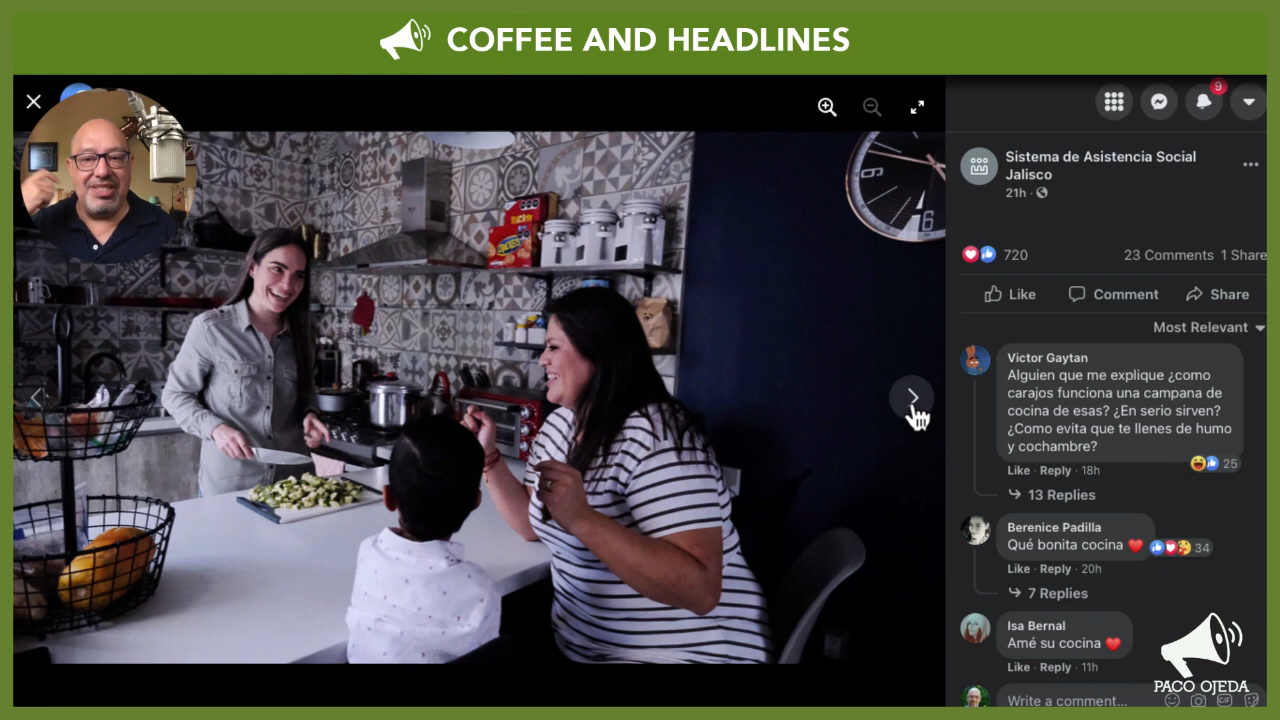 COFFEE AND HEADLINES
9
Sistema de Asistencia Social
Jalisco
21h ·
720
23 Comments 1 Share
Like
Comment
Share
Most Relevant
Victor Gaytan
Alguien que me explique ¿como
carajos funciona una campana de
cocina de esas? ¿En serio sirven?
¿Como evita que te llenes de humo
y cochambre?
25
Like · Reply · 18h
13 Replies
Berenice Padilla
Qué bonita cocina ❤️
34
Like · Reply · 20h
7 Replies
Isa Bernal
Amé su cocina ❤️
Like · Reply · 11h
Write a comment...
GIF
PACO OJEDA
6